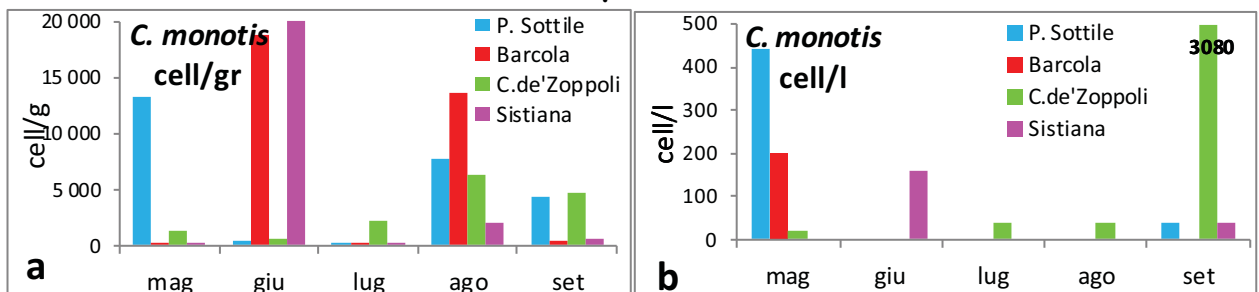 C. monotis
cell/gr
cell/g
20 000
15 000
10 000
5 000
0
P. Sottile
Barcola
C.de'Zoppoli
Sistiana
mag giu lug ago set
a
C. monotis
cell/l
cell/l
500
400
300
200
100
0
P. Sottile
Barcola
C.de'Zoppoli
Sistiana
3080
mag giu lug ago set
b